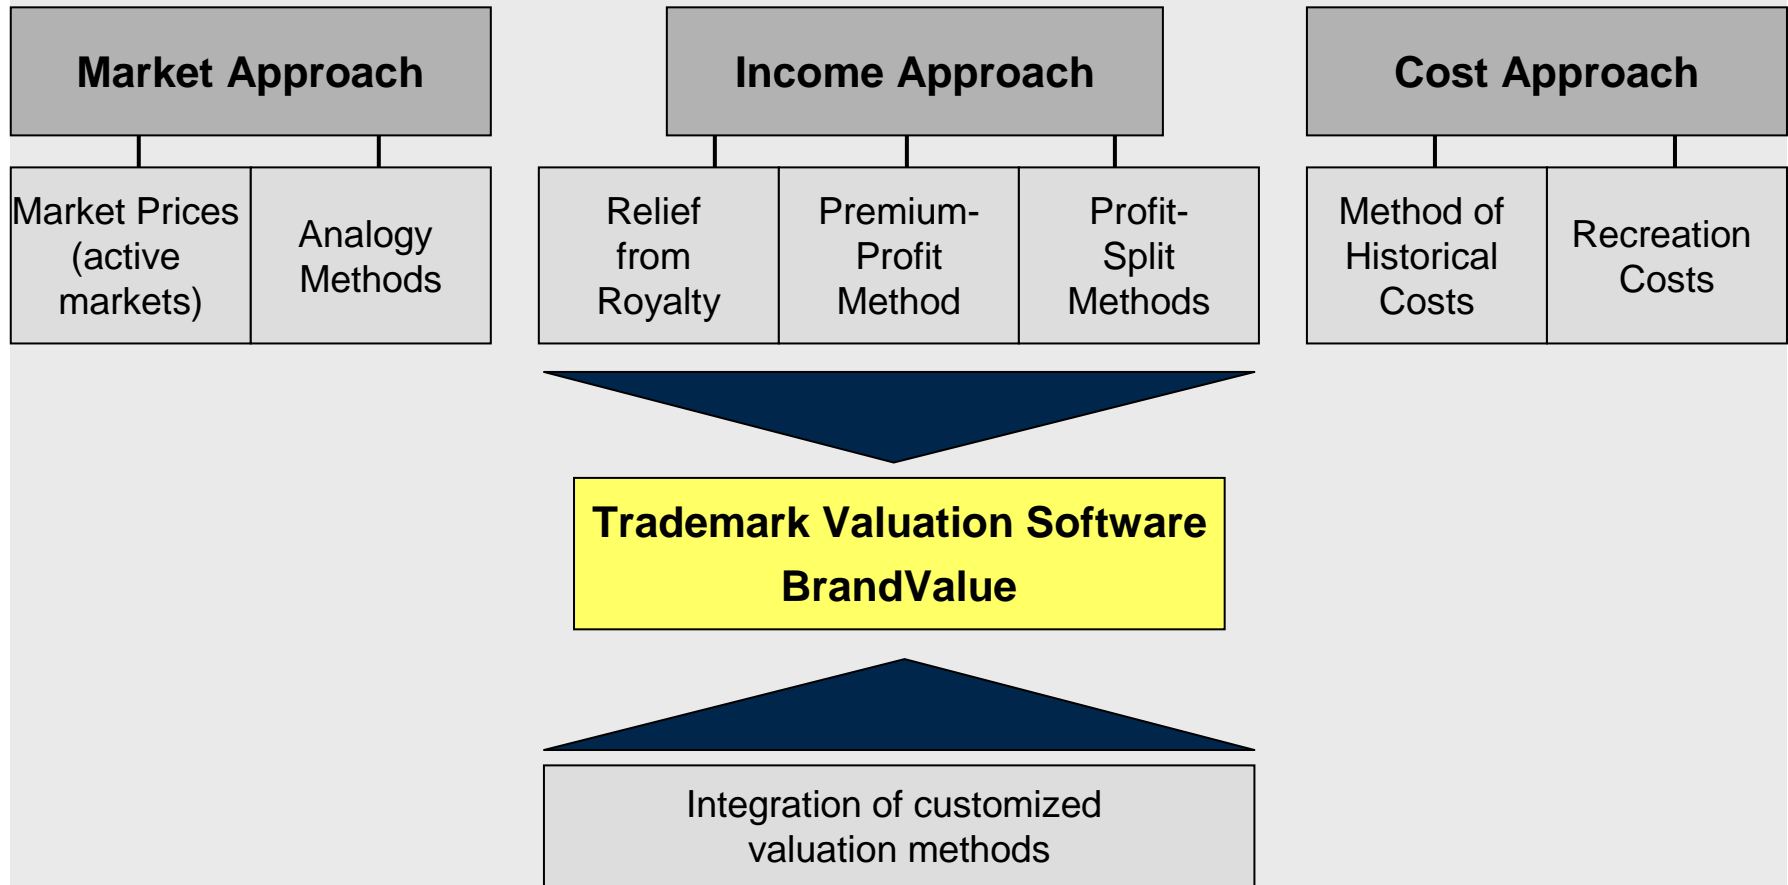 Market Approach
Income Approach
Cost Approach
Market Prices
(active
markets)
Analogy
Methods
Relief
from
Royalty
Premium-
Profit
Method
Profit-
Split
Methods
Method of
Historical
Costs
Recreation
Costs
Trademark Valuation Software
BrandValue
Integration of customized
valuation methods